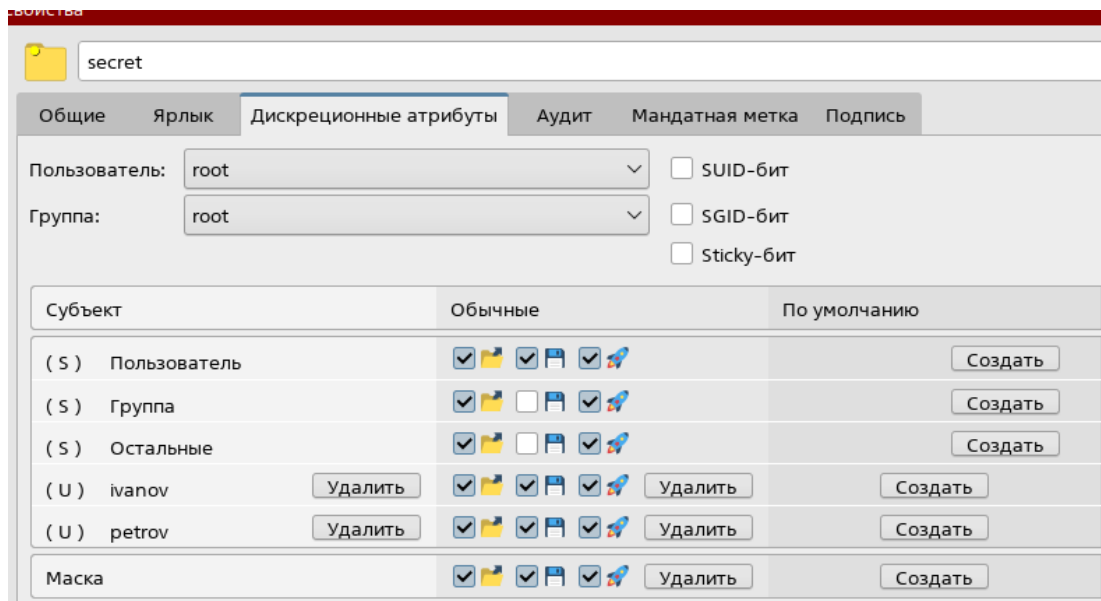 свойства
secret
Общие Ярлык Дискреционные атрибуты Аудит Мандатная метка Подпись
Пользователь: root SUID-бит
Группа: root SGID-бит
Sticky-бит
Субъект Обычные По умолчанию
( S ) Пользователь Создать
( S ) Группа Создать
( S ) Остальные Создать
( U ) ivanov Удалить Удалить Создать
( U ) petrov Удалить Удалить Создать
Маска Удалить Создать